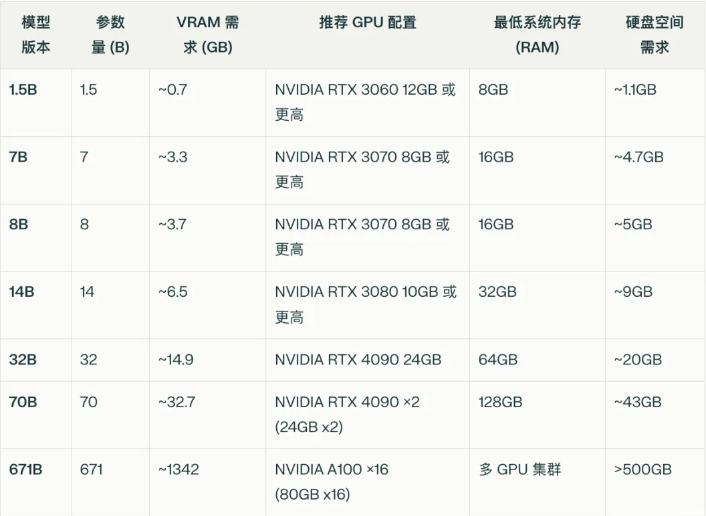 模型 参数 VRAM 需 推荐 GPU 配置 最低系统内存 硬盘空间
版本 量 (B) 求 (GB) (RAM) 需求
1.5B 1.5 ~0.7 NVIDIA RTX 3060 12GB 或 8GB ~1.1GB
更高
7B 7 ~3.3 NVIDIA RTX 3070 8GB 或 16GB ~4.7GB
更高
8B 8 ~3.7 NVIDIA RTX 3070 8GB 或 16GB ~5GB
更高
14B 14 ~6.5 NVIDIA RTX 3080 10GB 或 32GB ~9GB
更高
32B 32 ~14.9 NVIDIA RTX 4090 24GB 64GB ~20GB
70B 70 ~32.7 NVIDIA RTX 4090 ×2 128GB ~43GB
(24GB x2)
671B 671 ~1342 NVIDIA A100 ×16 多 GPU 集群 >500GB
(80GB x16)